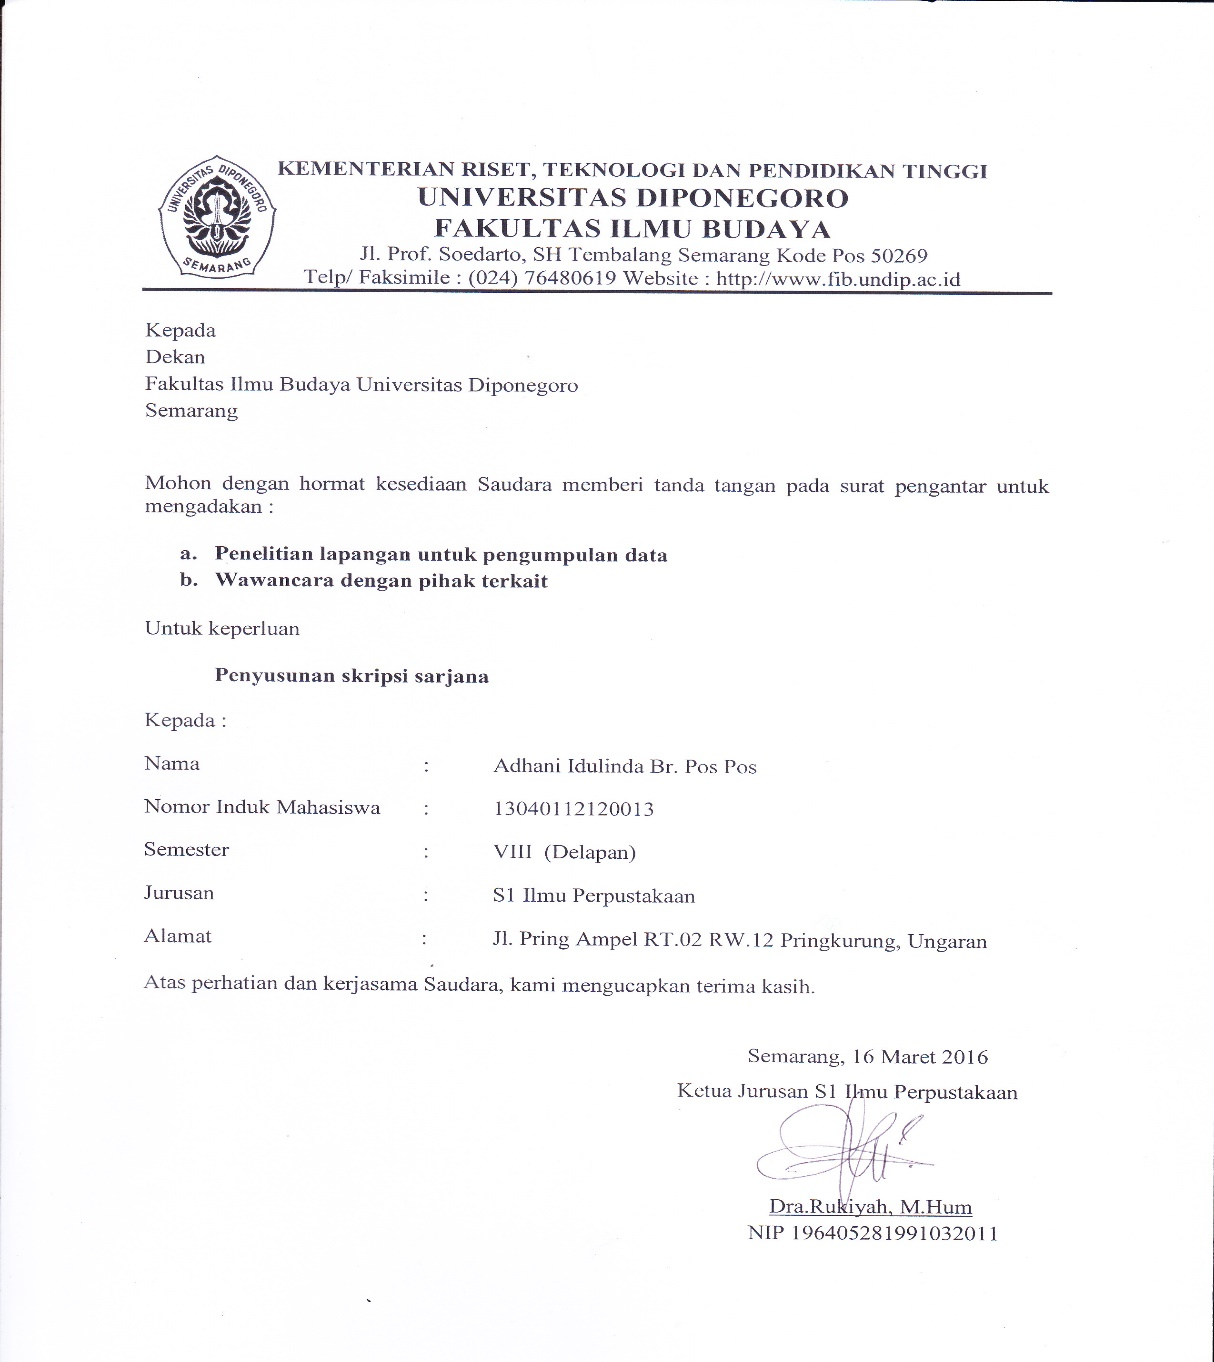 UNIVERSITAS DIPONEGORO
SEMARANG
KEMENTERIAN RISET, TEKNOLOGI DAN PENDIDIKAN TINGGI
UNIVERSITAS DIPONEGORO
FAKULTAS ILMU BUDAYA
Jl. Prof. Soedarto, SH Tembalang Semarang Kode Pos 50269
Telp/ Faksimile : (024) 76480619 Website : http://www.fib.undip.ac.id
Kepada
Dekan
Fakultas Ilmu Budaya Universitas Diponegoro
Semarang
Mohon dengan hormat kesediaan Saudara memberi tanda tangan pada surat pengantar untuk
mengadakan :
a. Penelitian lapangan untuk pengumpulan data
b. Wawancara dengan pihak terkait
Untuk keperluan
Penyusunan skripsi sarjana
Kepada :
Nama : Adhani Idulinda Br. Pos Pos
Nomor Induk Mahasiswa : 13040112120013
Semester : VIII (Delapan)
Jurusan : S1 Ilmu Perpustakaan
Alamat : Jl. Pring Ampel RT.02 RW.12 Pringkurung, Ungaran
Atas perhatian dan kerjasama Saudara, kami mengucapkan terima kasih.
Semarang, 16 Maret 2016
Ketua Jurusan S1 Ilmu Perpustakaan
Dra.Rukiyah, M.Hum
NIP 196405281991032011